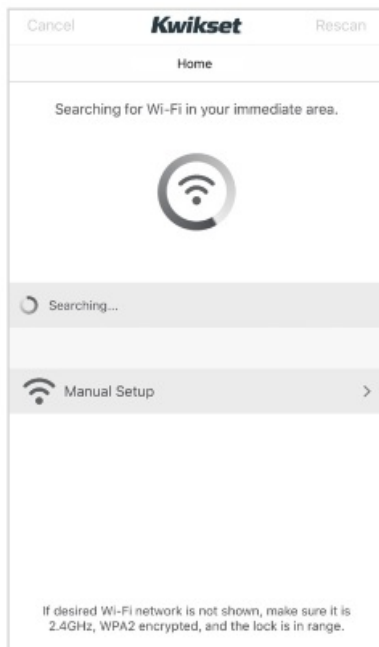 Cancel Kwikset Rescan
Home
Searching for Wi-Fi in your immediate area.
Searching...
Manual Setup
If desired Wi-Fi network is not shown, make sure it is
2.4GHz, WPA2 encrypted, and the lock is in range.